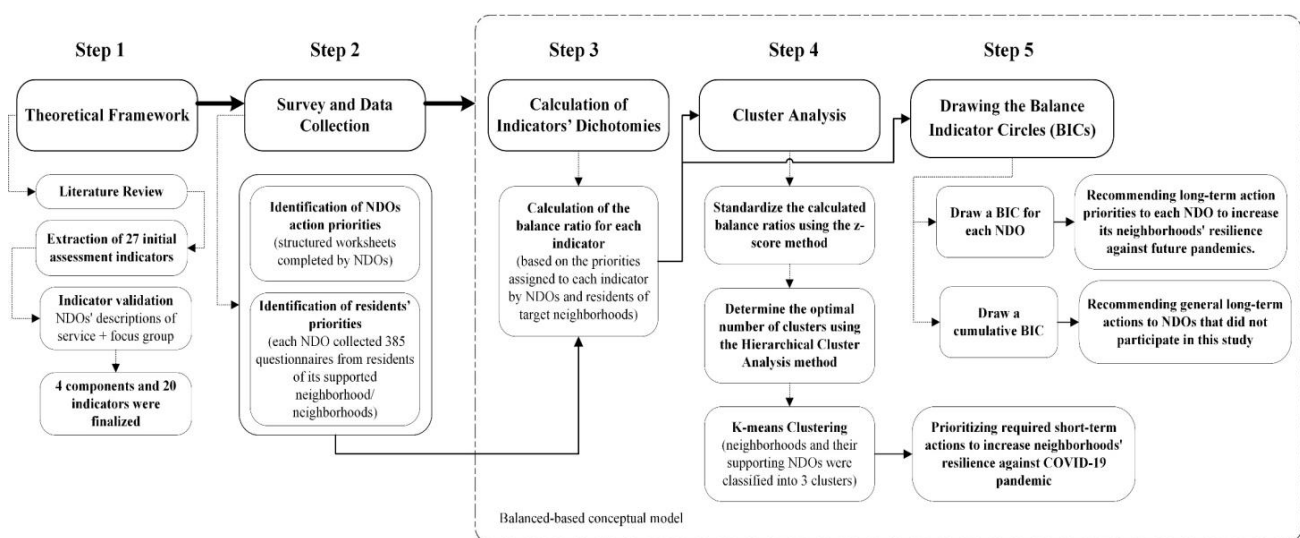 Step 1
Theoretical Framework
Literature Review
Extraction of 27 initial
assessment indicators
Indicator validation
NDOs' descriptions of
service + focus group
4 components and 20
indicators were
finalized
Step 2
Survey and Data
Collection
Identification of NDOs
action priorities
(structured worksheets
completed by NDOs)
Identification of residents'
priorities
(each NDO collected 385
questionnaires from residents
of its supported
neighborhood/
neighborhoods)
Step 3
Calculation of
Indicators' Dichotomies
Calculation of the
balance ratio for each
indicator
(based on the priorities
assigned to each indicator
by NDOs and residents of
target neighborhoods)
Step 4
Cluster Analysis
Standardize the calculated
balance ratios using the z-
score method
Determine the optimal
number of clusters using
the Hierarchical Cluster
Analysis method
K-means Clustering
(neighborhoods and their
supporting NDOs were
classified into 3 clusters)
Prioritizing required short-term
actions to increase neighborhoods'
resilience against COVID-19
pandemic
Step 5
Drawing the Balance
Indicator Circles (BICs)
Draw a BIC for
each NDO
Recommending long-term action
priorities to each NDO to increase
its neighborhoods' resilience
against future pandemics.
Draw a
cumulative BIC
Recommending general long-term
actions to NDOs that did not
participate in this study
Balanced-based conceptual model